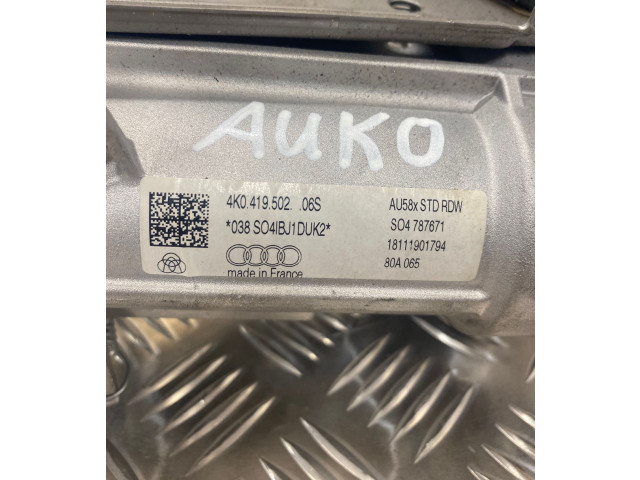 AUKO
4K0.419.502. .06S
*038 SO4IBJ1DUK2*
made in France
AU58x STD RDW
SO4 787671
18111901794
80A 065